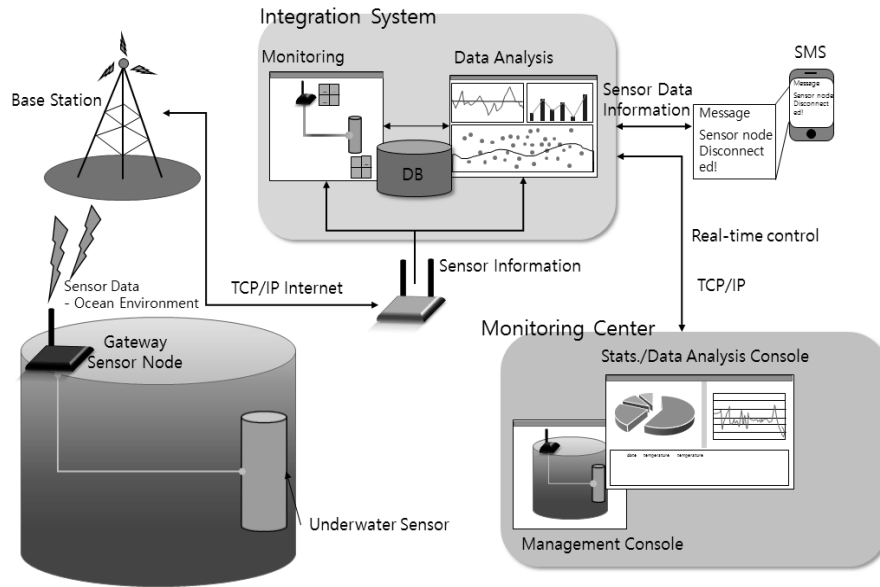 Integration System
Monitoring
Data Analysis
SMS
Base Station
Sensor Data
Information
Message
Sensor node
Disconnect
ed!
Message
Sensor node
Disconnect
ed!
DB
Real-time control
Sensor Information
TCP/IP Internet
TCP/IP
Sensor Data
- Ocean Environment
Gateway
Sensor Node
Monitoring Center
Stats./Data Analysis Console
date temperature temperature
Underwater Sensor
Management Console